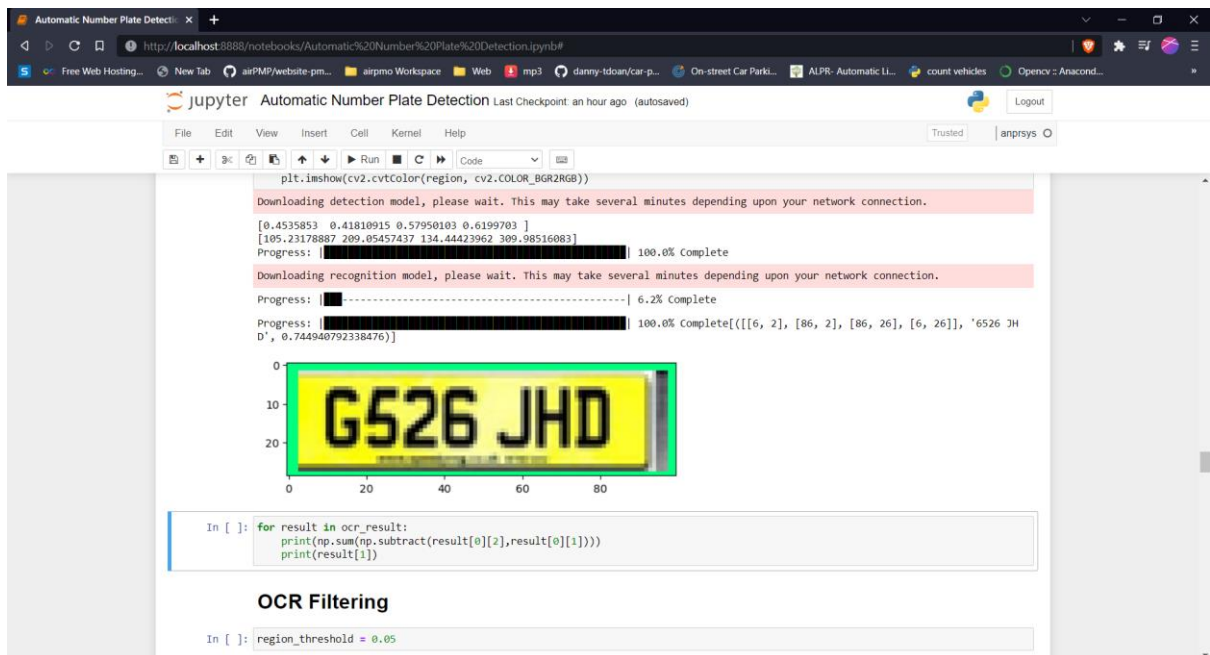 Automatic Number Plate Detectic
http://localhost:8888/notebooks/Automatic%20Number%20Plate%20Detection.ipynb#
Free Web Hosting... New Tab airPMP/website-pm... airpmo Workspace Web mp3 danny-tdoan/car-p... On-street Car Parki... ALPR- Automatic Li... count vehicles Opencv :: Anacond... »
jupyter Automatic Number Plate Detection Last Checkpoint: an hour ago (autosaved) Logout
File Edit View Insert Cell Kernel Help Trusted anprsys
Run Code
plt.imshow(cv2.cvtColor(region, cv2.COLOR_BGR2RGB))
Downloading detection model, please wait. This may take several minutes depending upon your network connection.
[0.4535853 0.41810915 0.57950103 0.6199703 ]
[105.23178887 209.05457437 134.44423962 309.98516083]
Progress: || 100.0% Complete
Downloading recognition model, please wait. This may take several minutes depending upon your network connection.
Progress: |--------------------------------------------------| 6.2% Complete
Progress: || 100.0% Complete[([[6, 2], [86, 2], [86, 26], [6, 26]], '6526 JH
D', 0.744940792338476)]
0
10
20
G526 JHD
0 20 40 60 80
In [ ]: for result in ocr_result:
print(np.sum(np.subtract(result[0][2],result[0][1])))
print(result[1])
OCR Filtering
In [ ]: region_threshold = 0.05